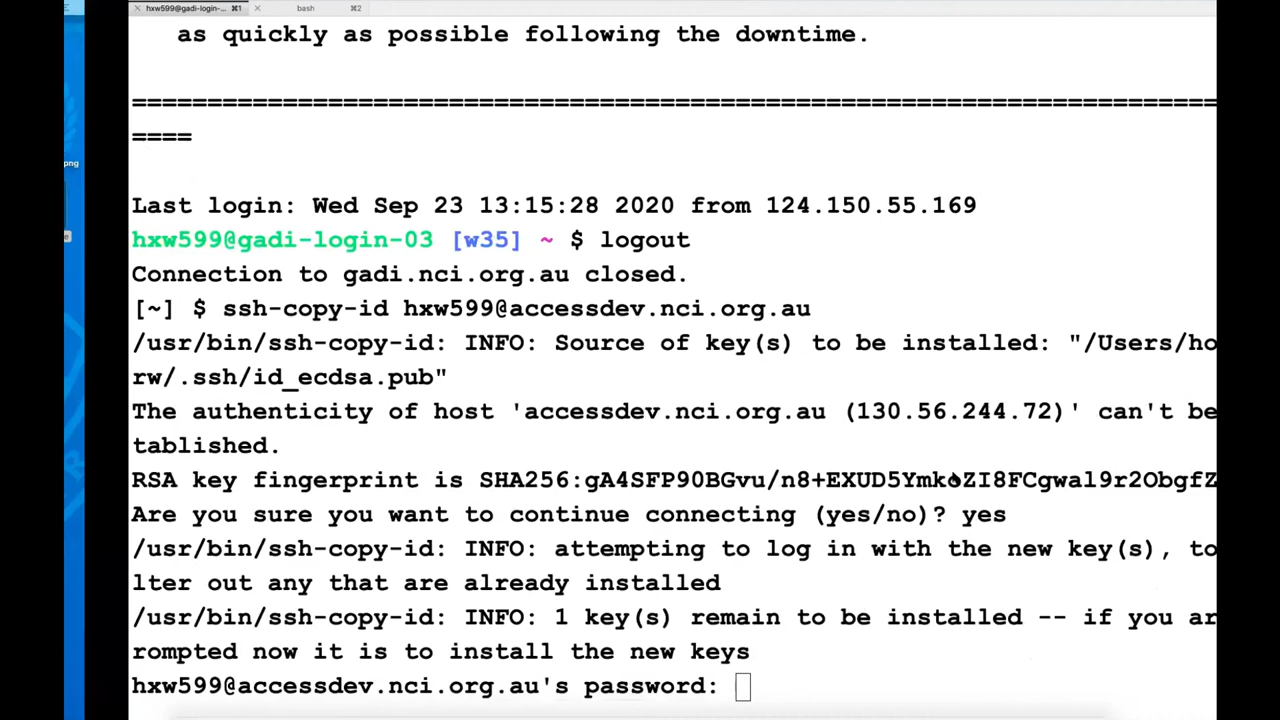 hxw599@gadi-login-... ⌘1 bash ⌘2
as quickly as possible following the downtime.
========================================================================
====
png
Last login: Wed Sep 23 13:15:28 2020 from 124.150.55.169
hxw599@gadi-login-03 [w35] ~ $ logout
Connection to gadi.nci.org.au closed.
[~] $ ssh-copy-id hxw599@accessdev.nci.org.au
/usr/bin/ssh-copy-id: INFO: Source of key(s) to be installed: "/Users/ho
rw/.ssh/id_ecdsa.pub"
The authenticity of host 'accessdev.nci.org.au (130.56.244.72)' can't be
tablished.
RSA key fingerprint is
Are you sure you want to continue connecting (yes/no)? yes
/usr/bin/ssh-copy-id: INFO: attempting to log in with the new key(s), to
lter out any that are already installed
/usr/bin/ssh-copy-id: INFO: 1 key(s) remain to be installed -- if you ar
rompted now it is to install the new keys
hxw599@accessdev.nci.org.au's password: